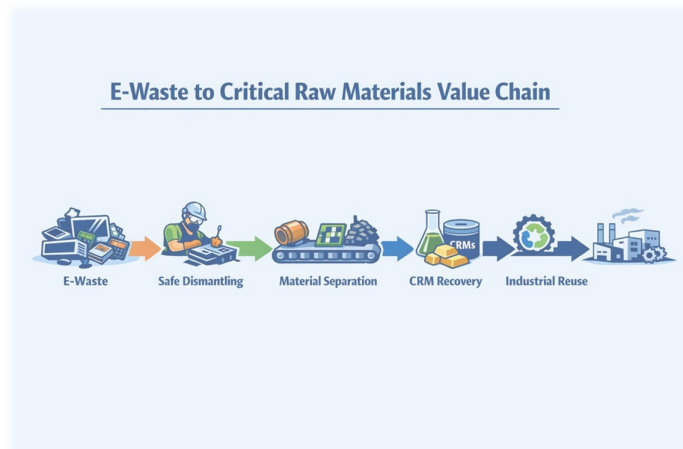 E-Waste to Critical Raw Materials Value Chain
CRMs
E-Waste
Safe Dismantling
Material Separation
CRM Recovery
Industrial Reuse